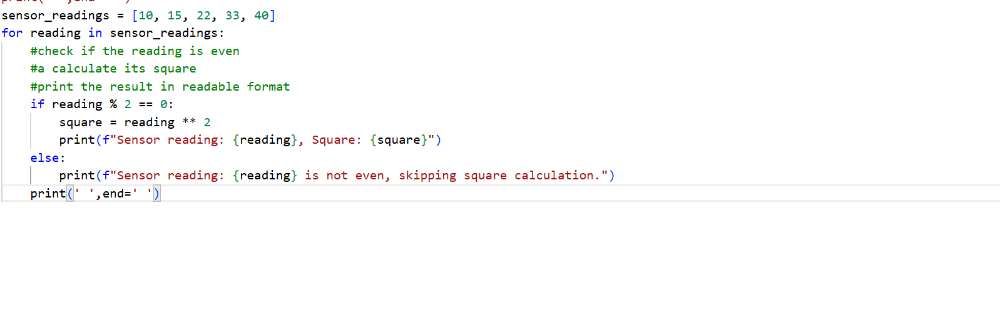 sensor_readings = [10, 15, 22, 33, 40]
for reading in sensor_readings:
    #check if the reading is even
    #a calculate its square
    #print the result in readable format
    if reading % 2 == 0:
        square = reading ** 2
        print(f"Sensor reading: {reading}, Square: {square}")
    else:
        print(f"Sensor reading: {reading} is not even, skipping square calculation.")
    print(' ',end=' ')